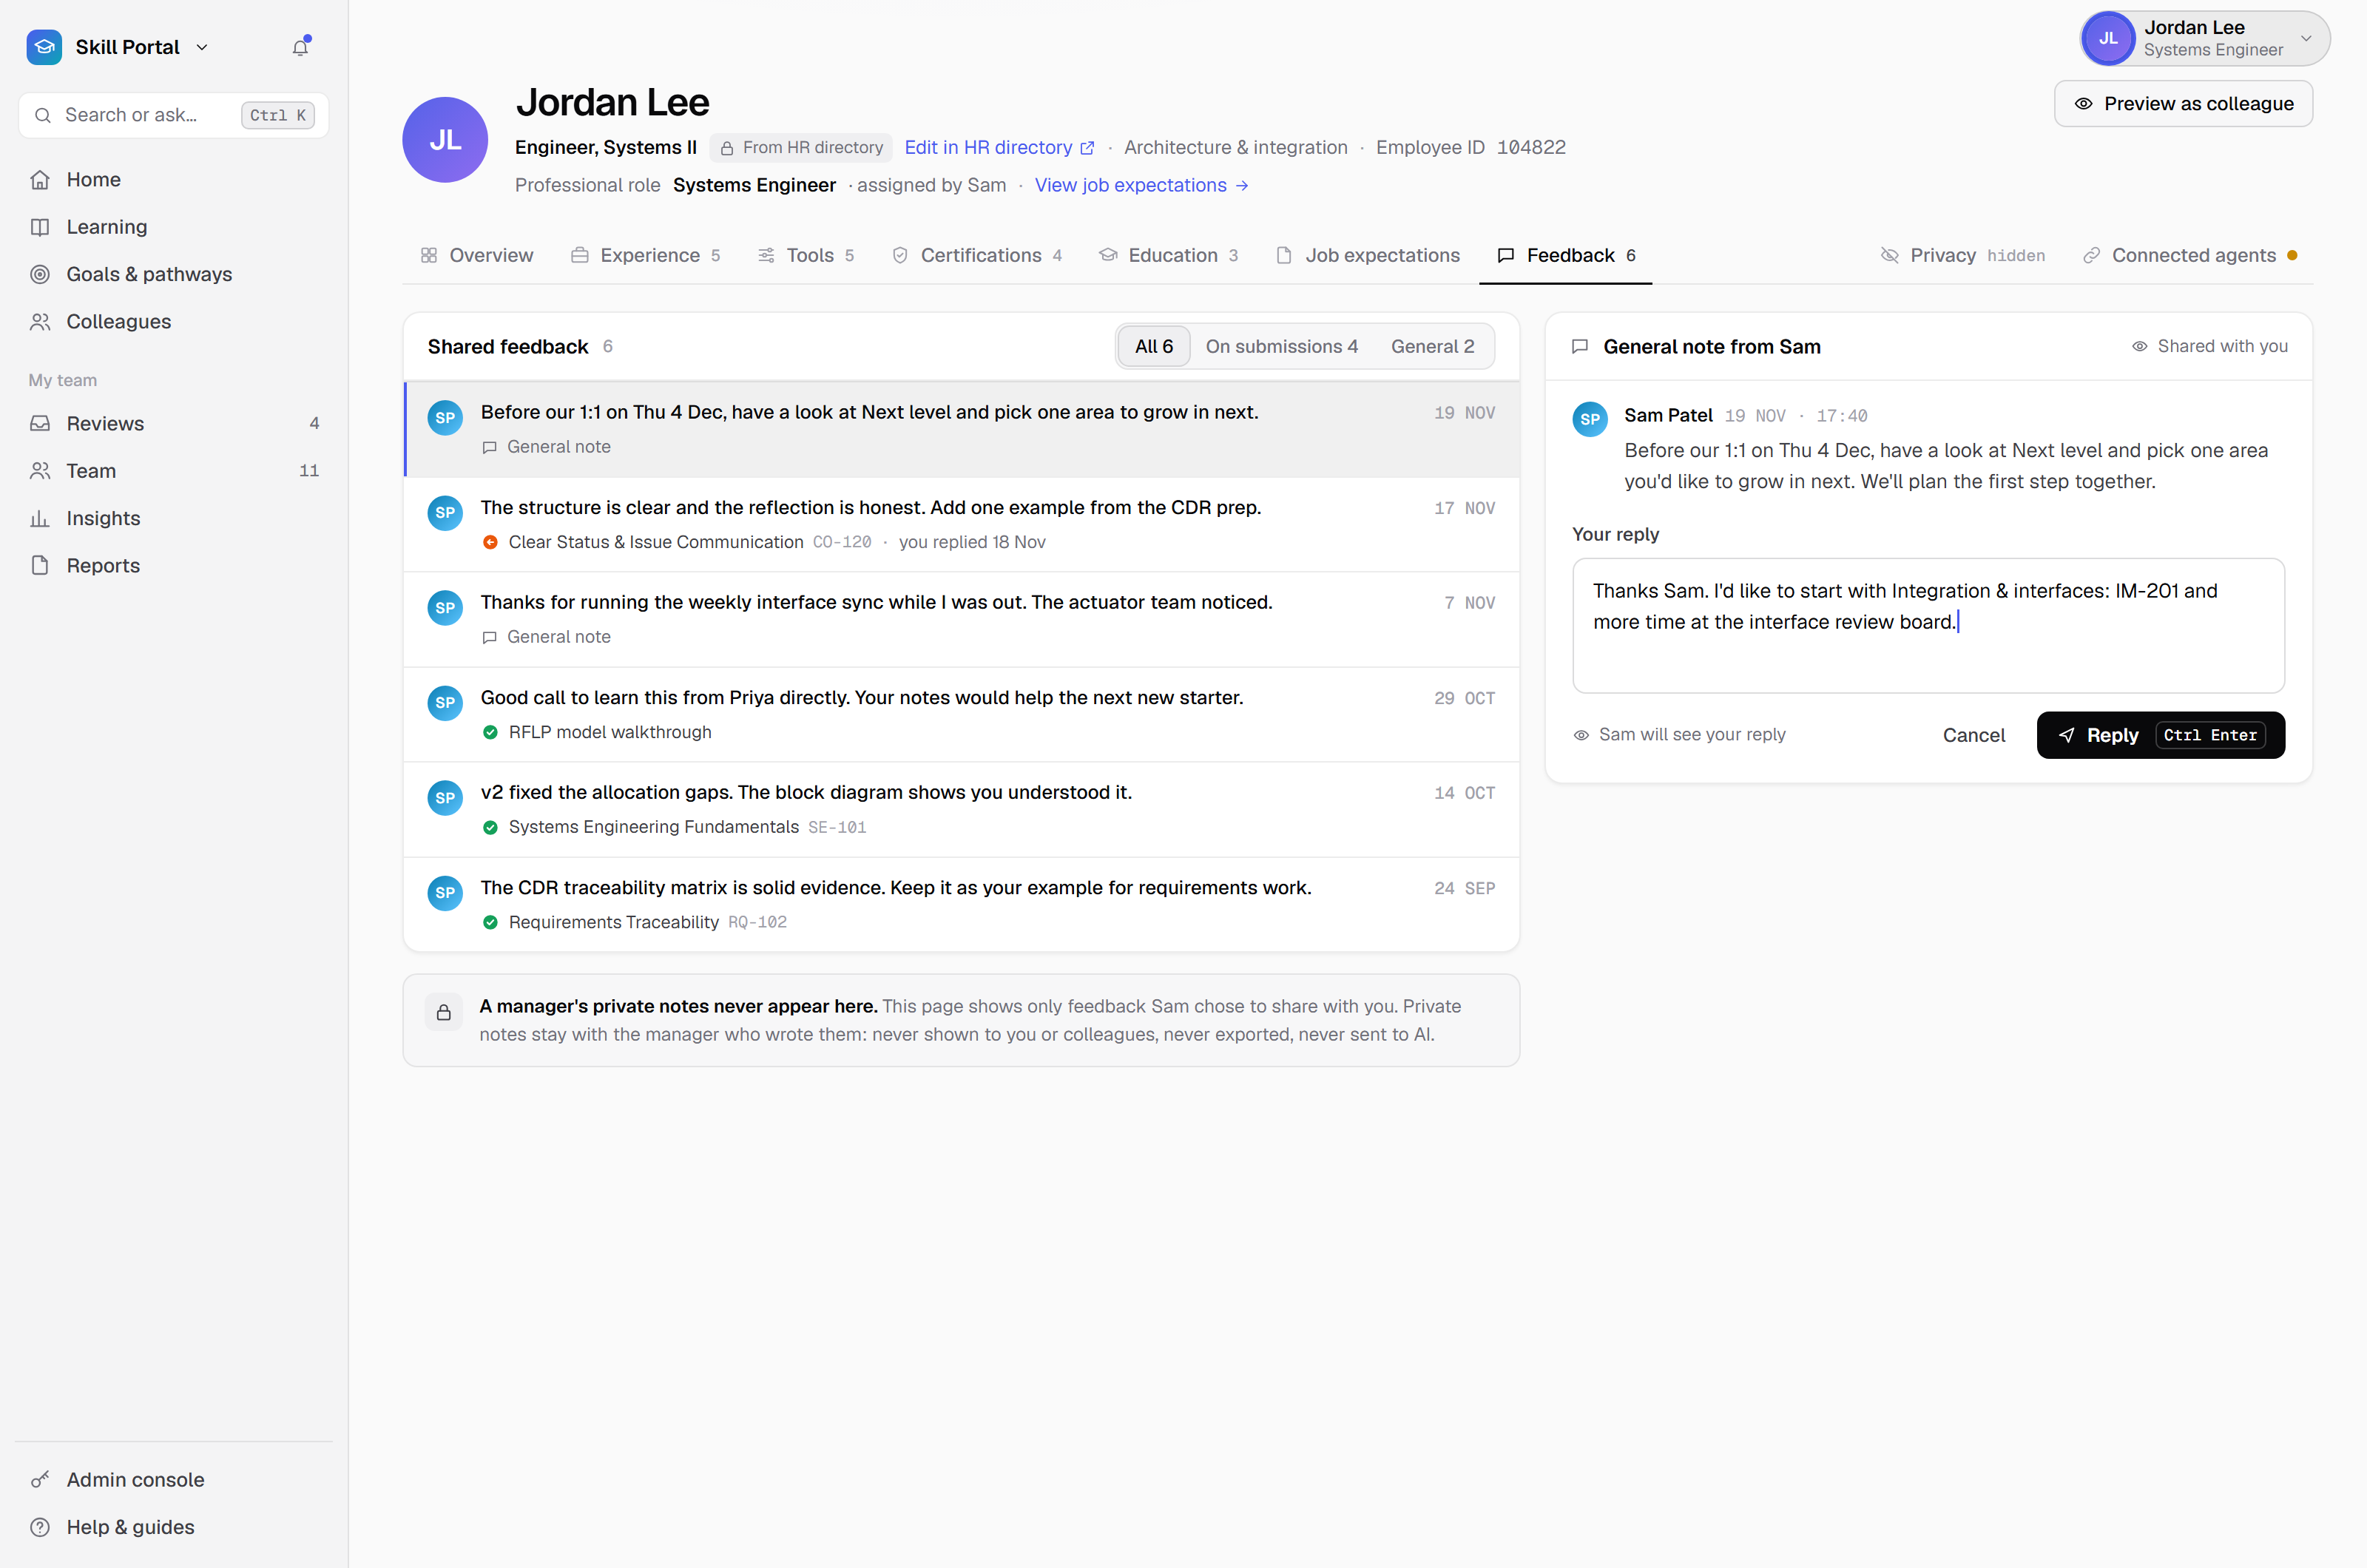 Skill Portal
Search or ask...
Ctrl K
Home
Learning
Goals & pathways
Colleagues
My team
Reviews 4
Team 11
Insights
Reports
Admin console
Help & guides
JL
Jordan Lee
Systems Engineer
Preview as colleague
JL
Jordan Lee
Engineer, Systems II From HR directory Edit in HR directory · Architecture & integration · Employee ID 104822
Professional role Systems Engineer · assigned by Sam · View job expectations →
Overview
Experience 5
Tools 5
Certifications 4
Education 3
Job expectations
Feedback 6
Privacy hidden
Connected agents
Shared feedback 6
All 6
On submissions 4
General 2
SP
Before our 1:1 on Thu 4 Dec, have a look at Next level and pick one area to grow in next. 19 NOV
General note
SP
The structure is clear and the reflection is honest. Add one example from the CDR prep. 17 NOV
Clear Status & Issue Communication CO-120 · you replied 18 Nov
SP
Thanks for running the weekly interface sync while I was out. The actuator team noticed. 7 NOV
General note
SP
Good call to learn this from Priya directly. Your notes would help the next new starter. 29 OCT
RFLP model walkthrough
SP
v2 fixed the allocation gaps. The block diagram shows you understood it. 14 OCT
Systems Engineering Fundamentals SE-101
SP
The CDR traceability matrix is solid evidence. Keep it as your example for requirements work. 24 SEP
Requirements Traceability RQ-102
A manager's private notes never appear here. This page shows only feedback Sam chose to share with you. Private
notes stay with the manager who wrote them: never shown to you or colleagues, never exported, never sent to AI.
General note from Sam
Shared with you
SP
Sam Patel 19 NOV · 17:40
Before our 1:1 on Thu 4 Dec, have a look at Next level and pick one area
you'd like to grow in next. We'll plan the first step together.
Your reply
Thanks Sam. I'd like to start with Integration & interfaces: IM-201 and
more time at the interface review board.
Sam will see your reply
Cancel
Reply Ctrl Enter